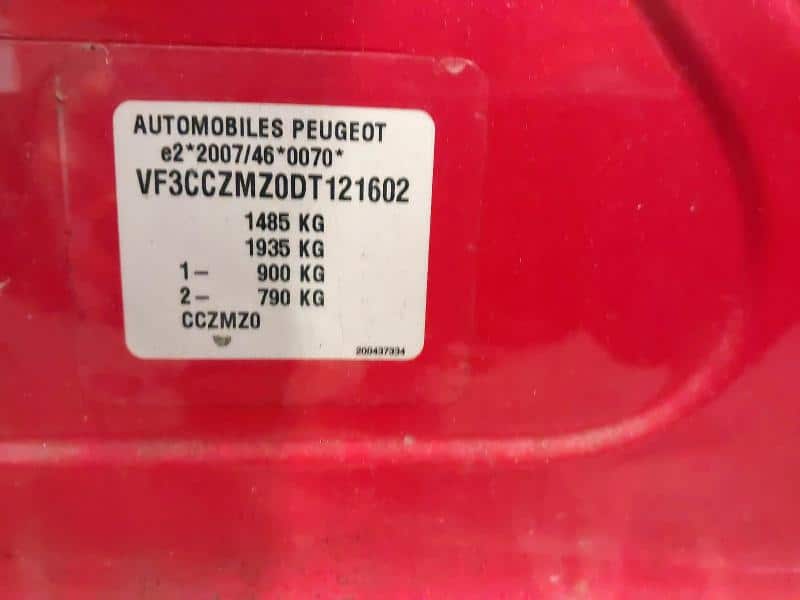 AUTOMOBILES PEUGEOT
e2*2007/46*0070*
VF3CCZMZ0DT121602
1485 KG
1935 KG
1- 900 KG
2- 790 KG
CCZMZ0
200437334